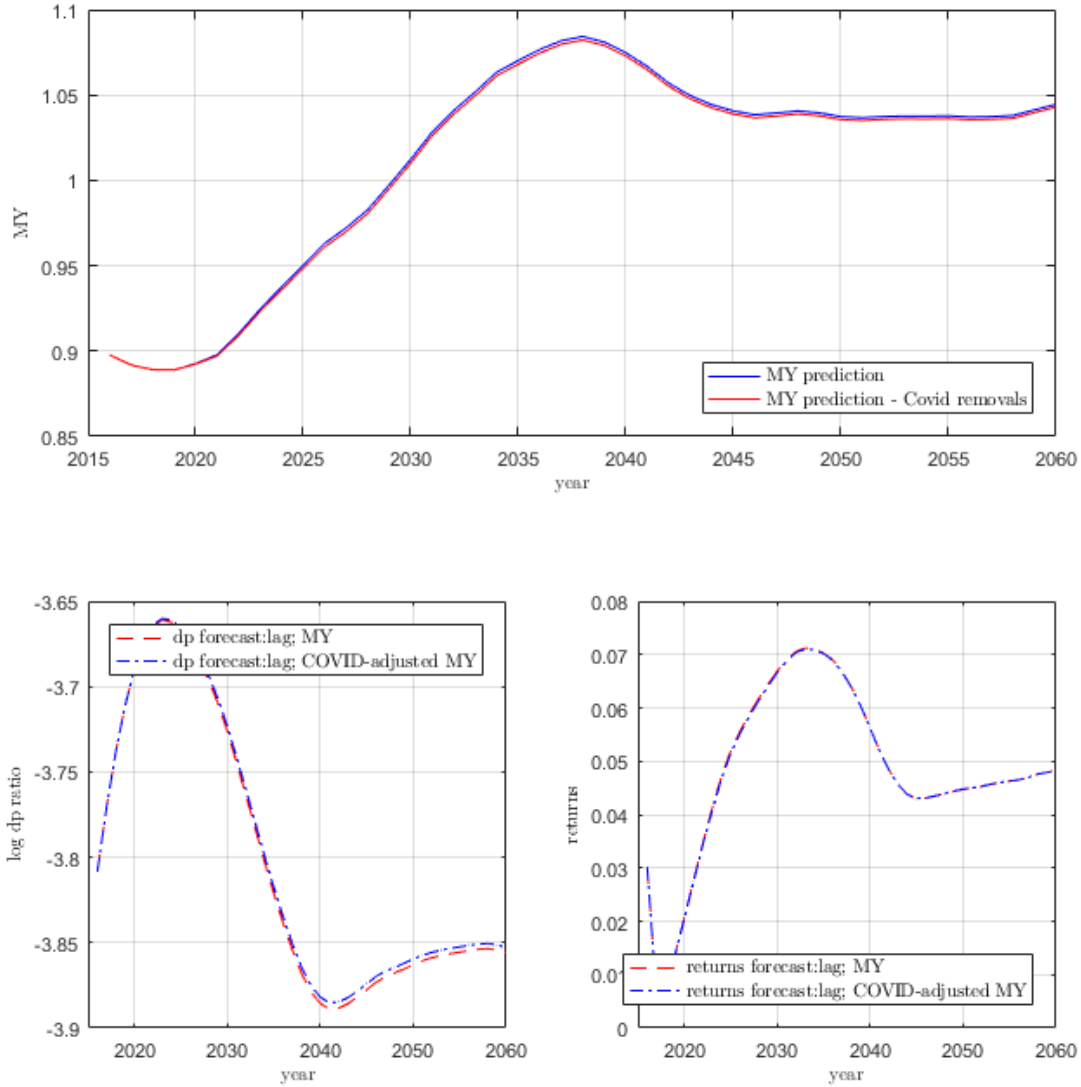 1.1
1.05
1
0.95
0.9
0.85
MY
2015 2020 2025 2030 2035 2040 2045 2050 2055 2060
year
MY prediction
MY prediction - Covid removals
-3.65
-3.7
-3.75
-3.8
-3.85
-3.9
log dp ratio
dp forecast:lag; MY
dp forecast:lag; COVID-adjusted MY
2020 2030 2040 2050 2060
year
0.08
0.07
0.06
0.05
0.04
0.03
0.02
0.01
0
returns
returns forecast:lag; MY
returns forecast:lag; COVID-adjusted MY
2020 2030 2040 2050 2060
year